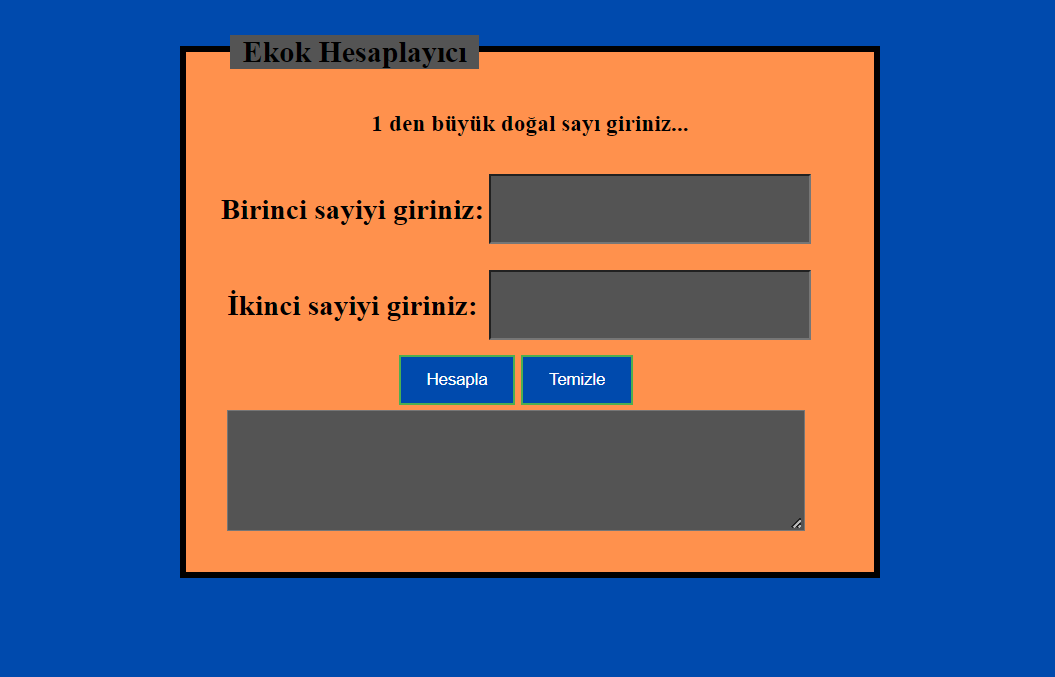 Ekok Hesaplayıcı
1 den büyük doğal sayı giriniz...
Birinci sayiyi giriniz:
İkinci sayiyi giriniz:
Hesapla Temizle